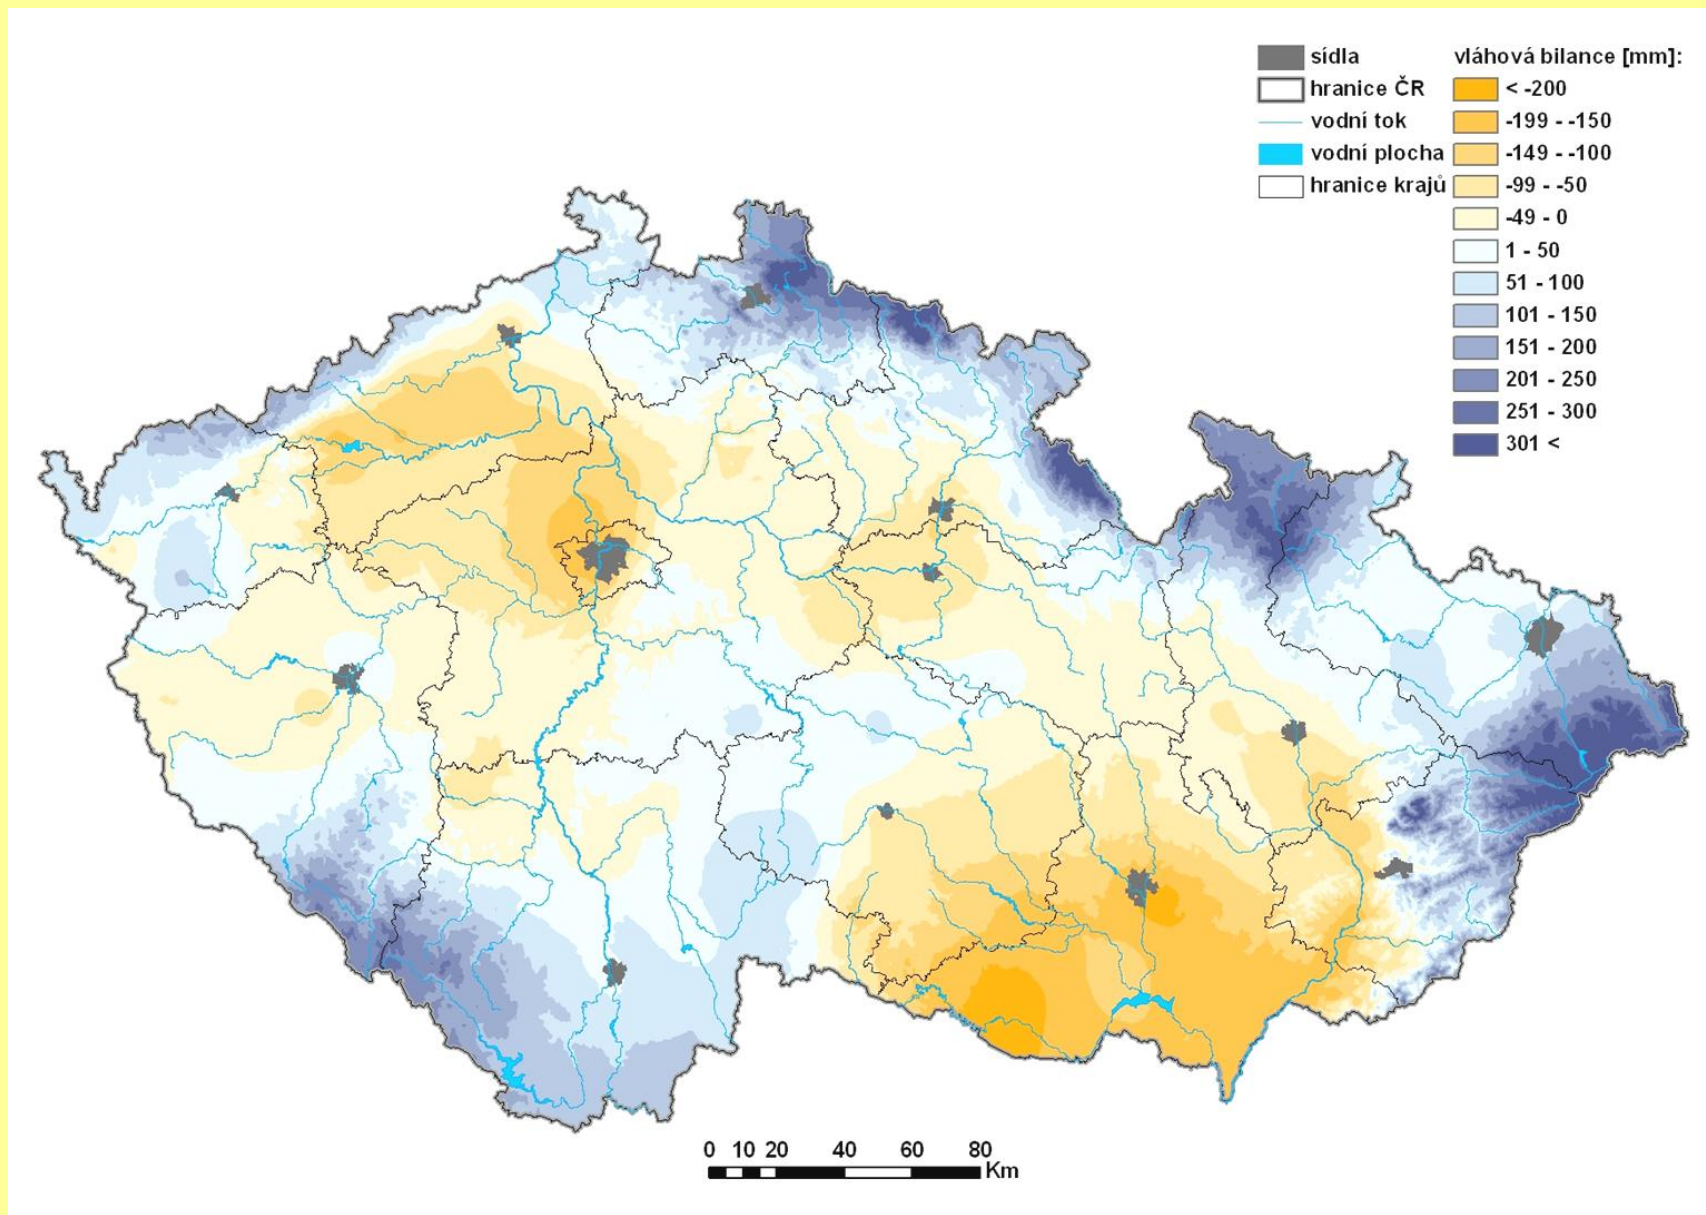 sídla
hranice ČR
vodní tok
vodní plocha
hranice krajů
vláhová bilance [mm]:
< -200
-199 - -150
-149 - -100
-99 - -50
-49 - 0
1 - 50
51 - 100
101 - 150
151 - 200
201 - 250
251 - 300
301 <
0 10 20 40 60 80
Km